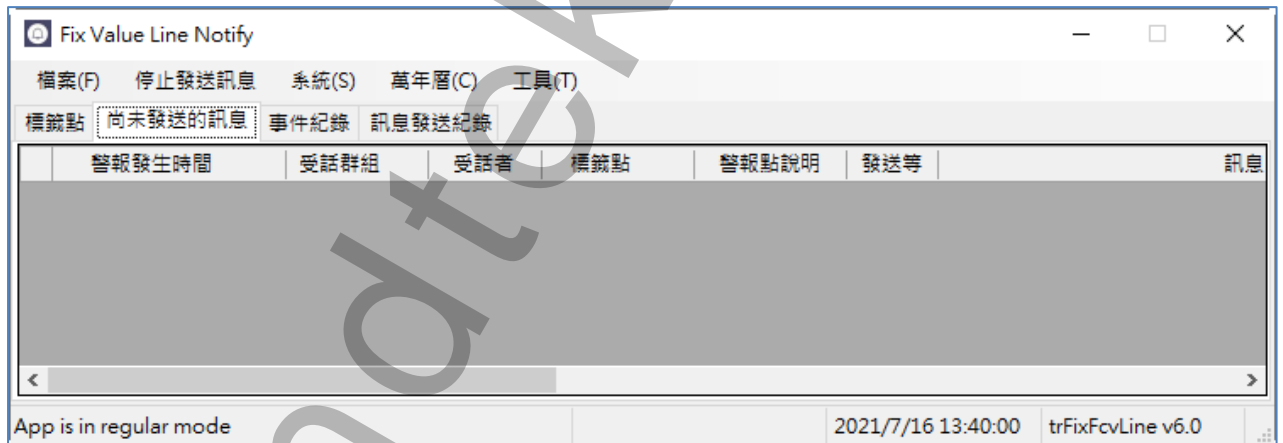 Fix Value Line Notify
檔案(F) 停止發送訊息 系統(S) 萬年曆(C) 工具(T)
標籤點 尚未發送的訊息 事件紀錄 訊息發送紀錄
警報發生時間 受話群組 受話者 標籤點 警報點說明 發送等 訊息
App is in regular mode 2021/7/16 13:40:00 trFixFcvLine v6.0
ndtek